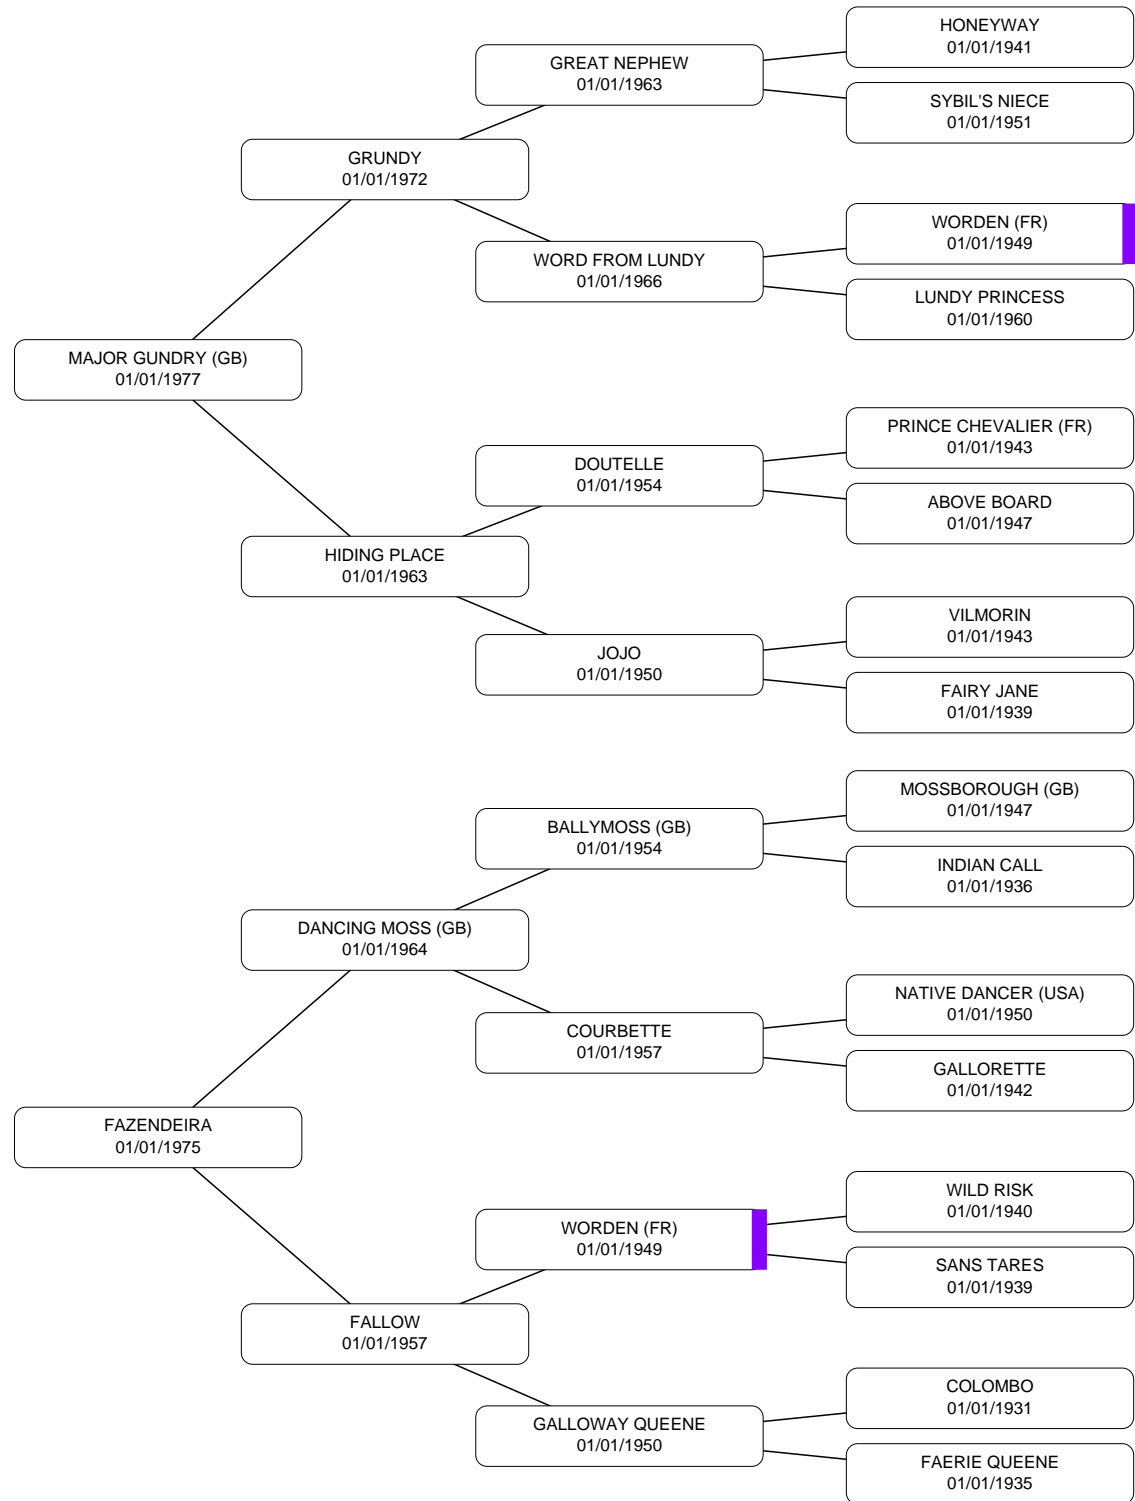 HONEYWAY
01/01/1941
GREAT NEPHEW
01/01/1963
SYBIL'S NIECE
01/01/1951
GRUNDY
01/01/1972
WORDEN (FR)
01/01/1949
WORD FROM LUNDY
01/01/1966
LUNDY PRINCESS
01/01/1960
MAJOR GUNDRY (GB)
01/01/1977
PRINCE CHEVALIER (FR)
01/01/1943
DOUTELLE
01/01/1954
ABOVE BOARD
01/01/1947
HIDING PLACE
01/01/1963
VILMORIN
01/01/1943
JOJO
01/01/1950
FAIRY JANE
01/01/1939
MOSSBOROUGH (GB)
01/01/1947
BALLYMOSS (GB)
01/01/1954
INDIAN CALL
01/01/1936
DANCING MOSS (GB)
01/01/1964
NATIVE DANCER (USA)
01/01/1950
COURBETTE
01/01/1957
GALLORETTE
01/01/1942
FAZENDEIRA
01/01/1975
WILD RISK
01/01/1940
WORDEN (FR)
01/01/1949
SANS TARES
01/01/1939
FALLOW
01/01/1957
COLOMBO
01/01/1931
GALLOWAY QUEENE
01/01/1950
FAERIE QUEENE
01/01/1935